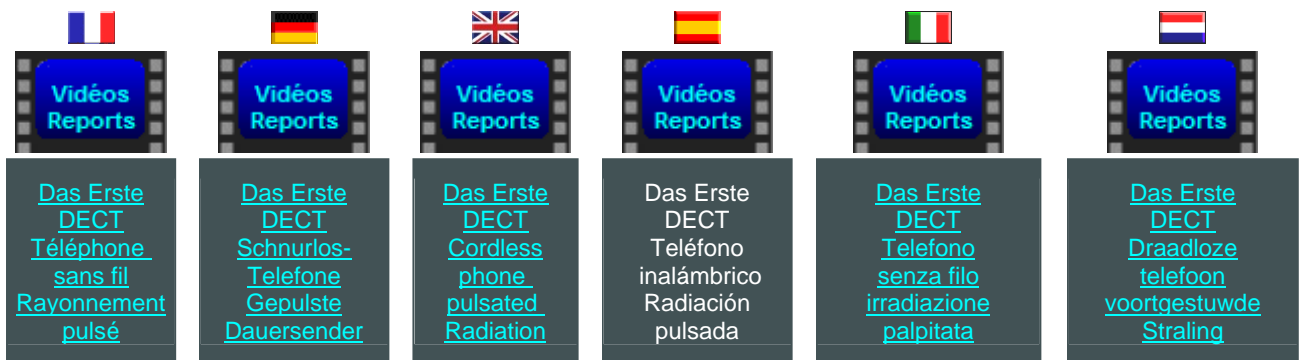 Vidéos
Reports
Vidéos
Reports
Vidéos
Reports
Vidéos
Reports
Vidéos
Reports
Vidéos
Reports
Das Erste
DECT
Téléphone
sans fil
Rayonnement
pulsé
Das Erste
DECT
Schnurlos-
Telefone
Gepulste
Dauersender
Das Erste
DECT
Cordless
phone
pulsated
Radiation
Das Erste
DECT
Teléfono
inalámbrico
Radiación
pulsada
Das Erste
DECT
Telefono
senza filo
irradiazione
palpitata
Das Erste
DECT
Draadloze
telefoon
voortgestuwde
Straling